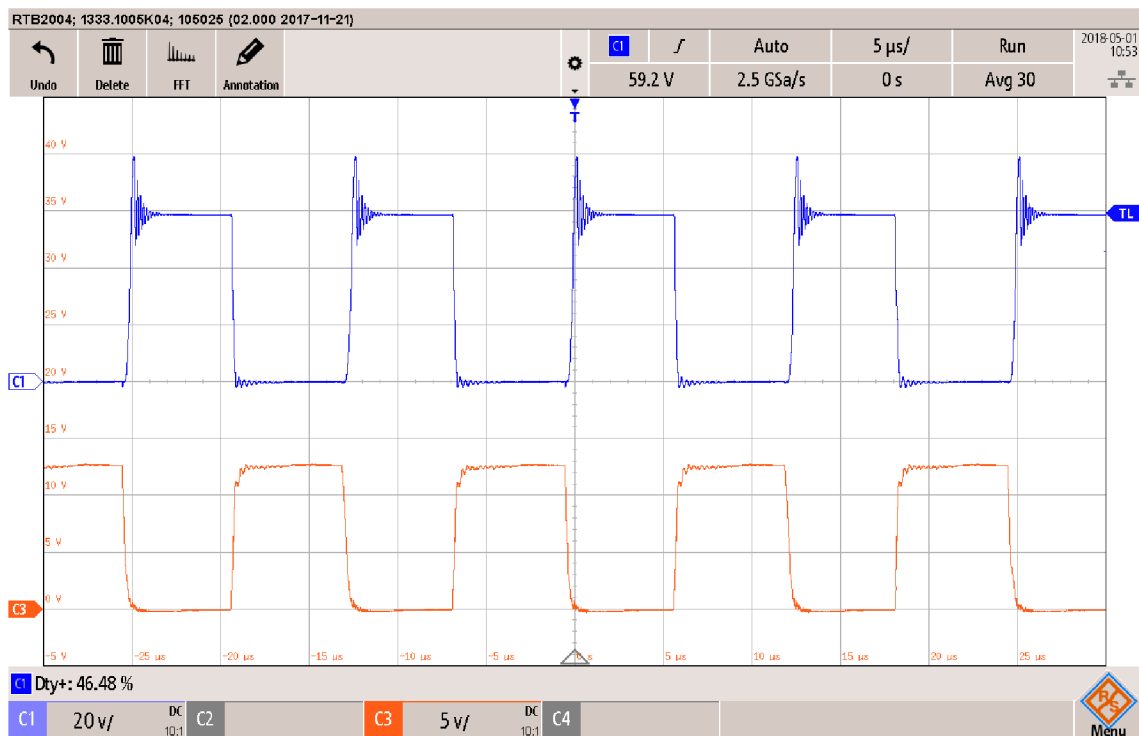 RTB2004; 1333.1005K04; 105025 (02.000 2017-11-21)
Undo Delete FFT Annotation
C1 Auto 5 µs/ Run
59.2 V 2.5 GSa/s 0 s Avg 30
2018-05-01
10:53
T
40 V
35 V
TL
30 V
25 V
20 V
C1
15 V
10 V
5 V
0 V
C3
-5 V -25 µs -20 µs -15 µs -10 µs -5 µs 0 s 5 µs 10 µs 15 µs 20 µs 25 µs
C1 Dty+: 46.48 %
C1 20 v/ DC 10:1 C2 C3 5 v/ DC 10:1 C4
R/S
Menu